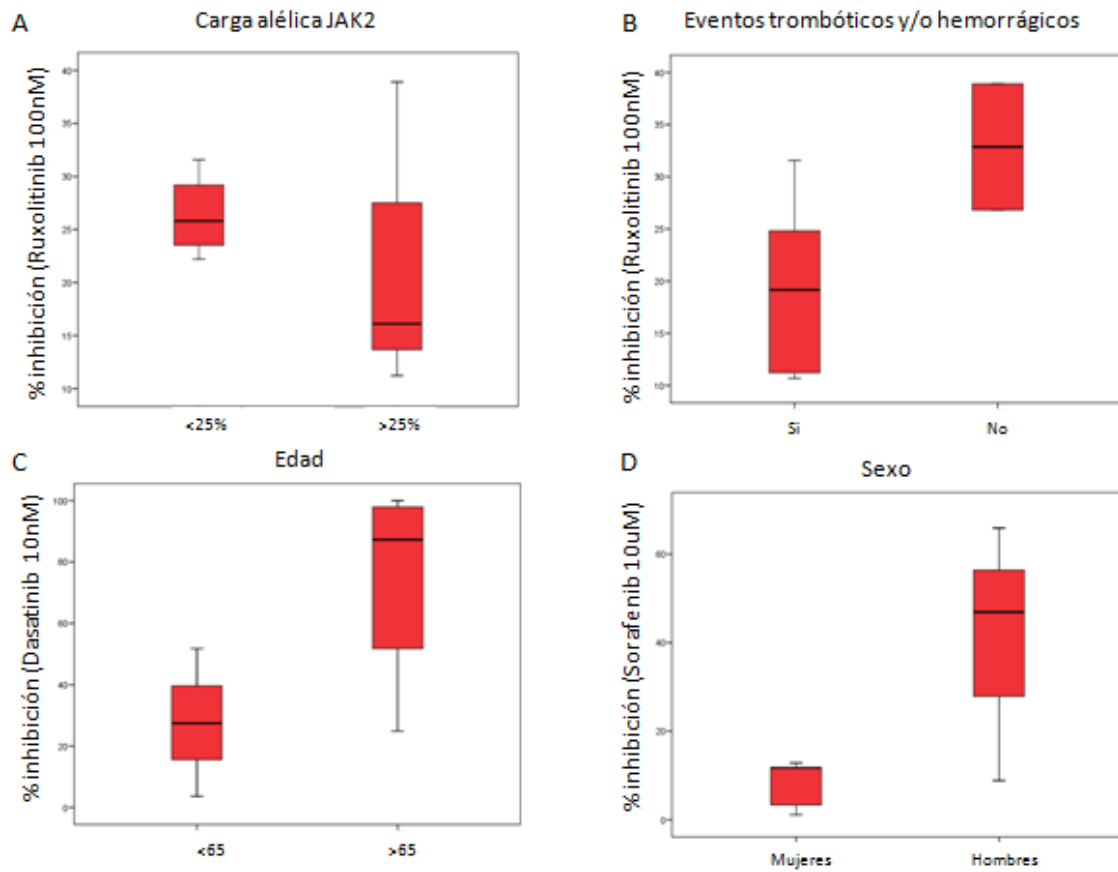 A
Carga alélica JAK2
% inhibición (Ruxolitinib 100nM)
40
35
30
25
20
15
10
<25%
>25%
B
Eventos trombóticos y/o hemorrágicos
% inhibición (Ruxolitinib 100nM)
40
35
30
25
20
15
10
Si
No
C
Edad
% inhibición (Dasatinib 10nM)
100
80
60
40
20
0
<65
>65
D
Sexo
% inhibición (Sorafenib 10uM)
60
40
20
0
Mujeres
Hombres